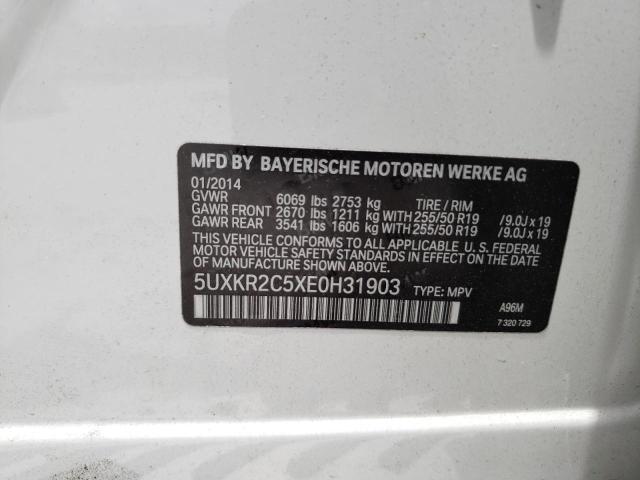 MFD BY BAYERISCHE MOTOREN WERKE AG
01/2014
GVWR 6069 lbs 2753 kg TIRE / RIM
GAWR FRONT 2670 lbs 1211 kg WITH 255/50 R19 /9.0J x 19
GAWR REAR 3541 lbs 1606 kg WITH 255/50 R19 /9.0J x 19
THIS VEHICLE CONFORMS TO ALL APPLICABLE U. S. FEDERAL
MOTOR VEHICLE SAFETY STANDARDS IN EFFECT ON THE
DATE OF MANUFACTURE SHOWN ABOVE.
5UXKR2C5XE0H31903 TYPE: MPV
A96M
7 320 729